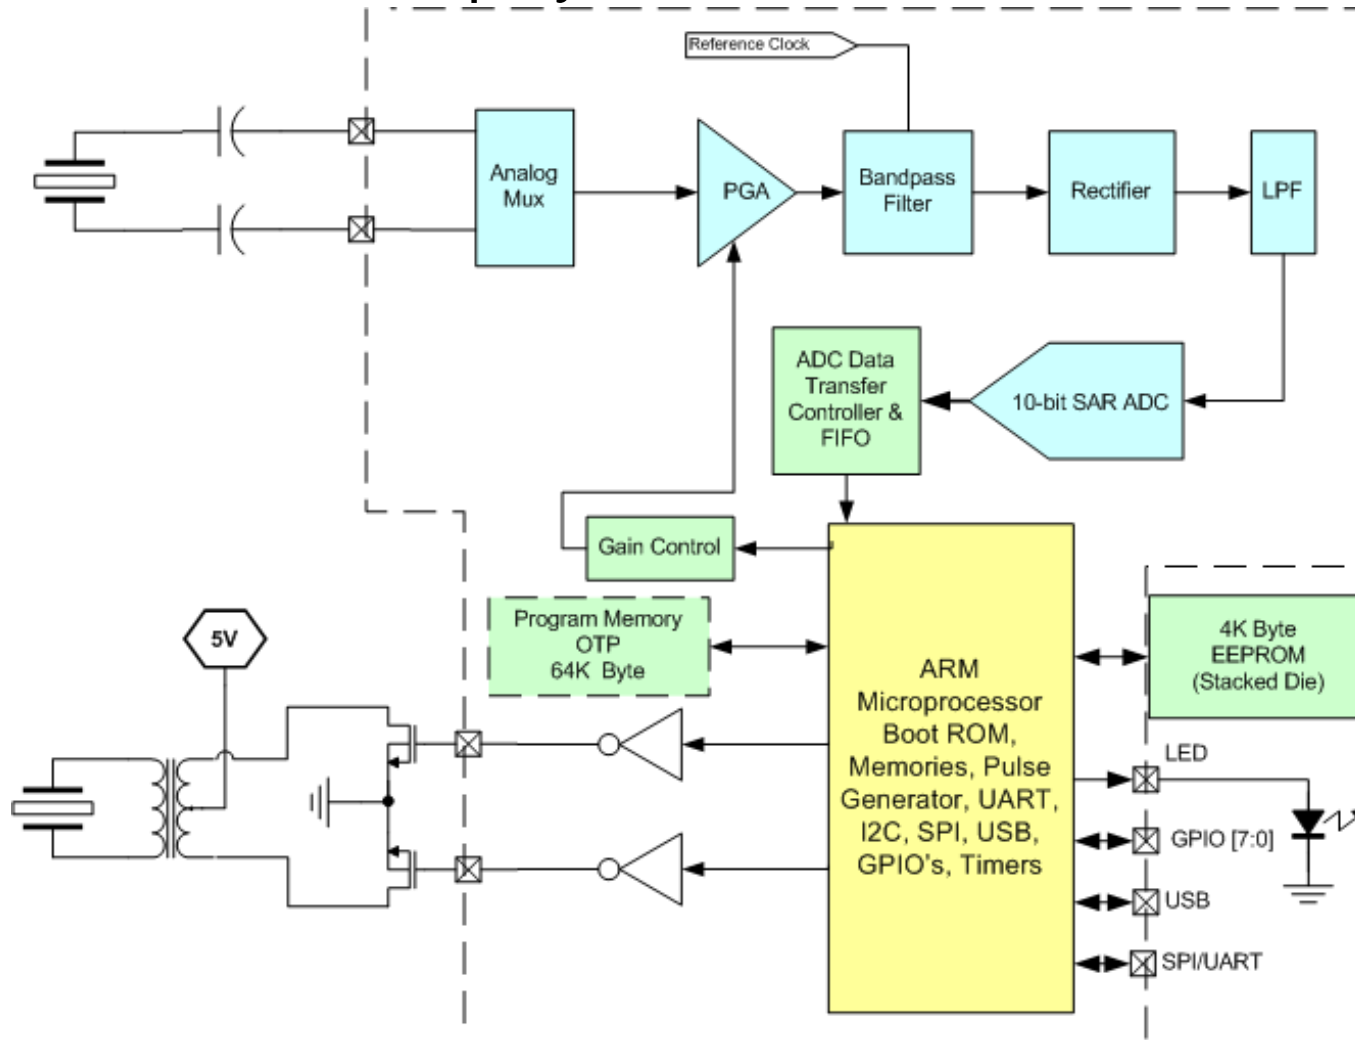 Reference Clock
Analog
Mux
PGA
Bandpass
Filter
Rectifier
LPF
ADC Data
Transfer
Controller &
FIFO
10-bit SAR ADC
Gain Control
Program Memory
OTP
64K Byte
5V
ARM
Microprocessor
Boot ROM,
Memories, Pulse
Generator, UART,
I2C, SPI, USB,
GPIO's, Timers
4K Byte
EEPROM
(Stacked Die)
LED
GPIO [7:0]
USB
SPI/UART